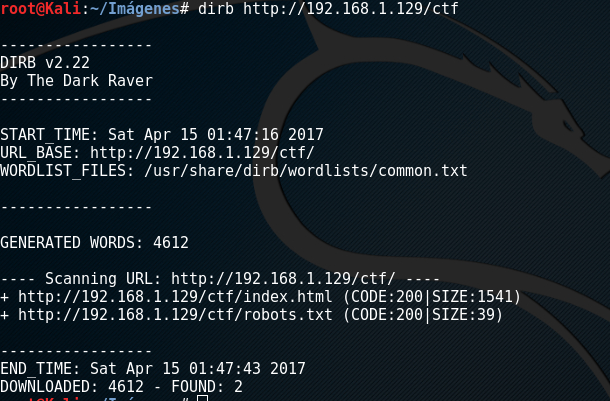 root@Kali:~/Imágenes# dirb http://192.168.1.129/ctf
-----------------
DIRB v2.22
By The Dark Raver
-----------------
START_TIME: Sat Apr 15 01:47:16 2017
URL_BASE: http://192.168.1.129/ctf/
WORDLIST_FILES: /usr/share/dirb/wordlists/common.txt
-----------------
GENERATED WORDS: 4612
---- Scanning URL: http://192.168.1.129/ctf/ ----
+ http://192.168.1.129/ctf/index.html (CODE:200|SIZE:1541)
+ http://192.168.1.129/ctf/robots.txt (CODE:200|SIZE:39)
-----------------
END_TIME: Sat Apr 15 01:47:43 2017
DOWNLOADED: 4612 - FOUND: 2
root@Kali:~/Imágenes#